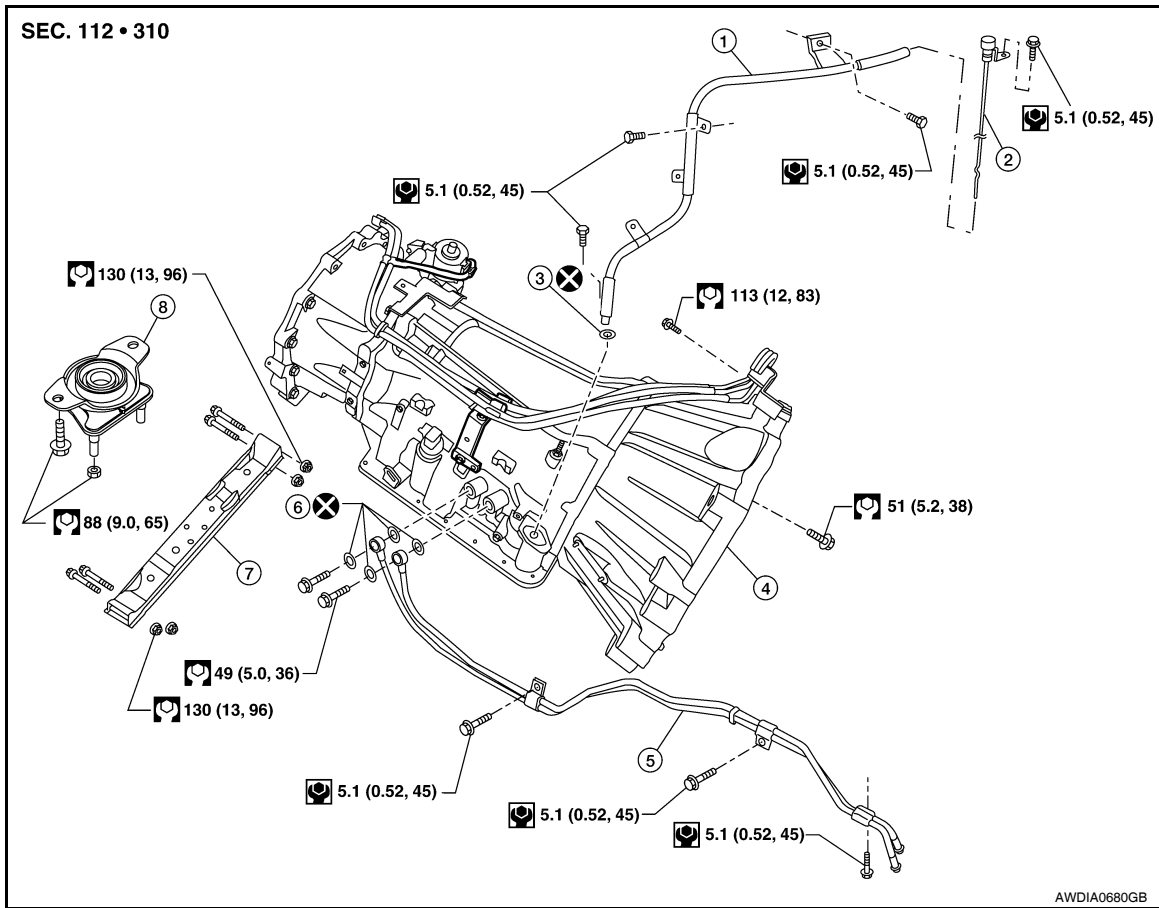 SEC. 112 • 310
1
5.1 (0.52, 45)
2
5.1 (0.52, 45)
5.1 (0.52, 45)
3
130 (13, 96)
8
113 (12, 83)
88 (9.0, 65)
6
51 (5.2, 38)
7
4
49 (5.0, 36)
130 (13, 96)
5
5.1 (0.52, 45)
5.1 (0.52, 45)
5.1 (0.52, 45)
AWDIA0680GB